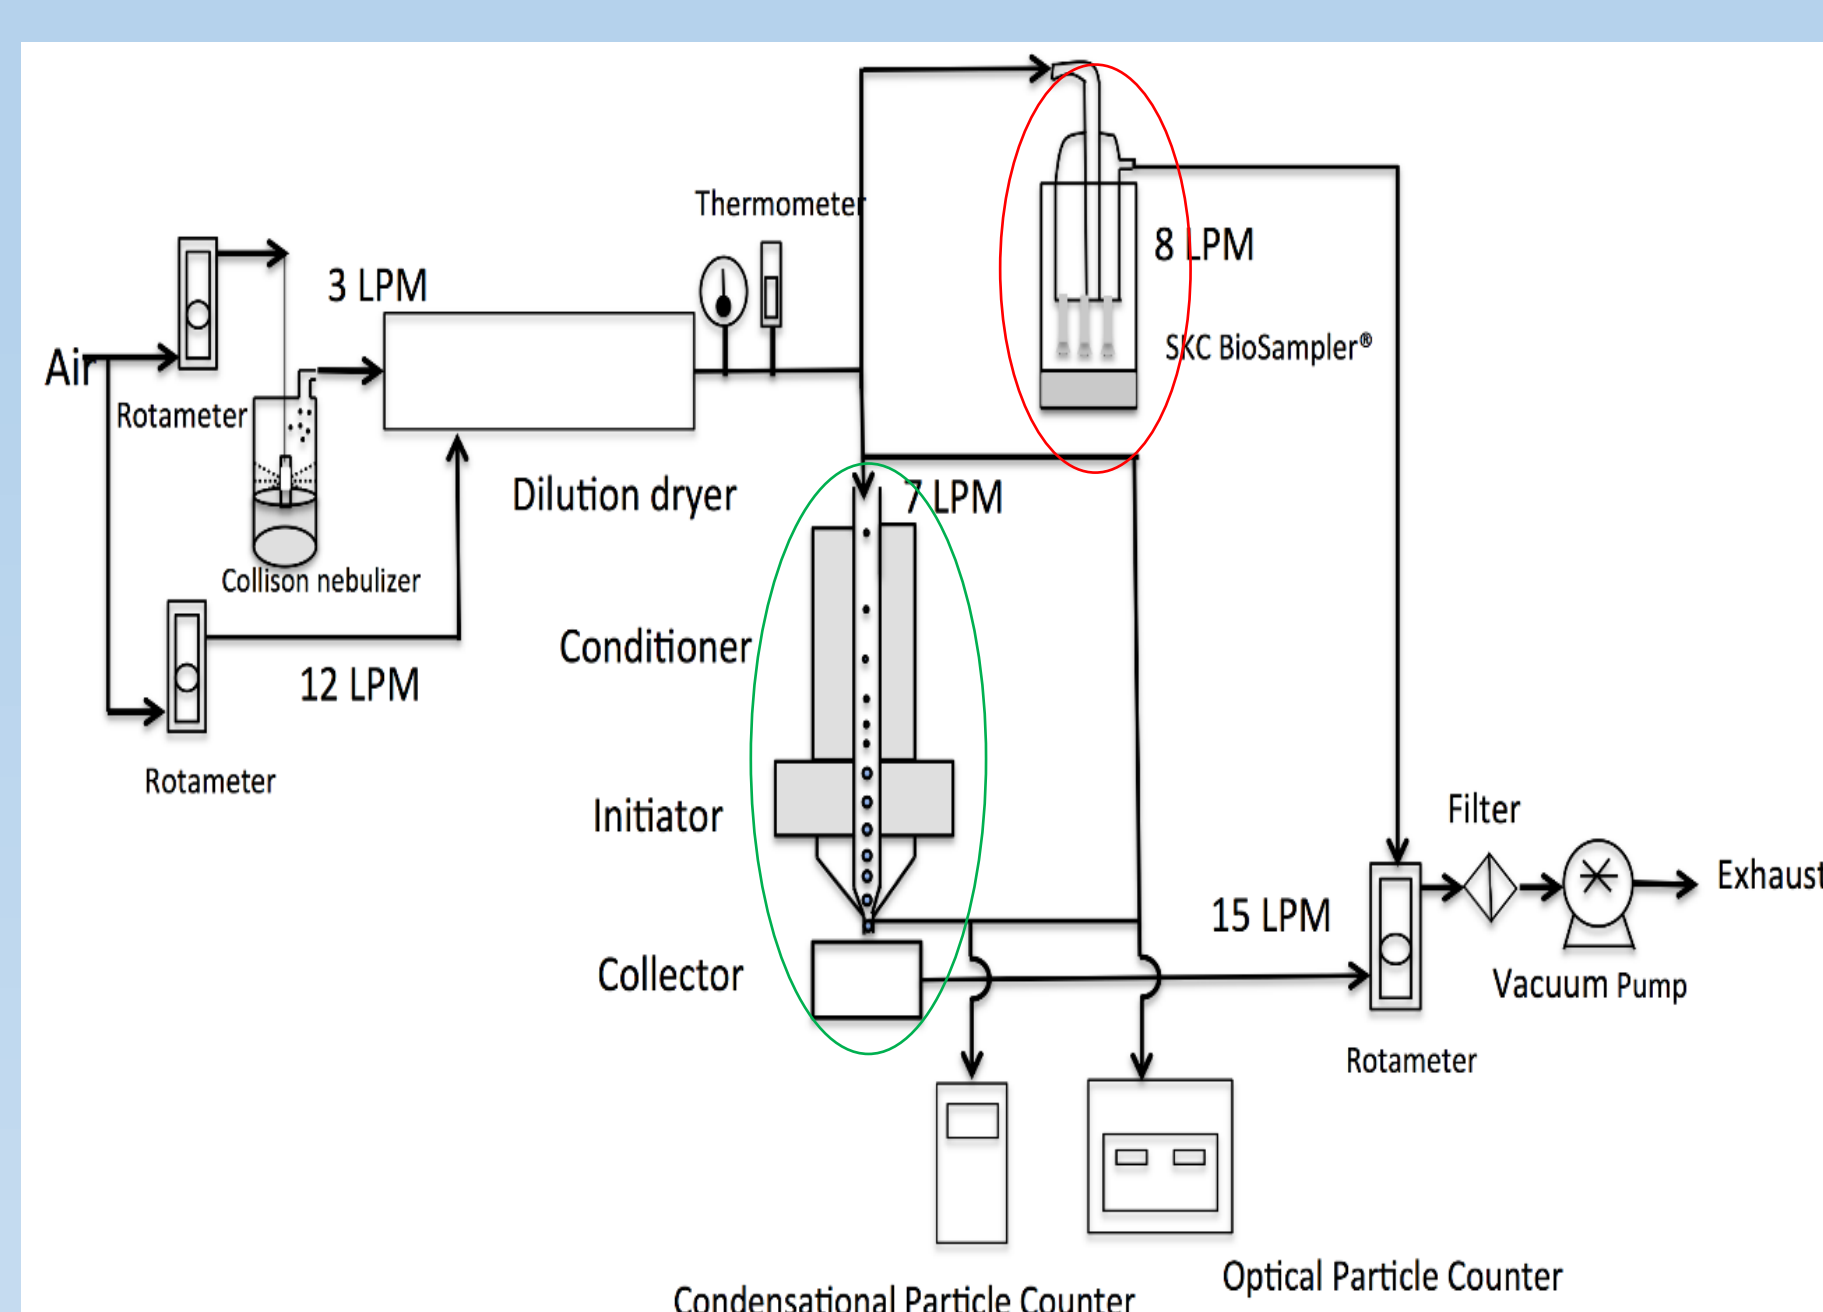 Thermometer
8 LPM
3 LPM
SKC BioSampler®
Air
Rotameter
Dilution dryer
7 LPM
Collison nebulizer
Conditioner
12 LPM
Rotameter
Initiator
Filter
Exhaust
15 LPM
Collector
Vacuum Pump
Rotameter
Optical Particle Counter
Condensational Particle Counter